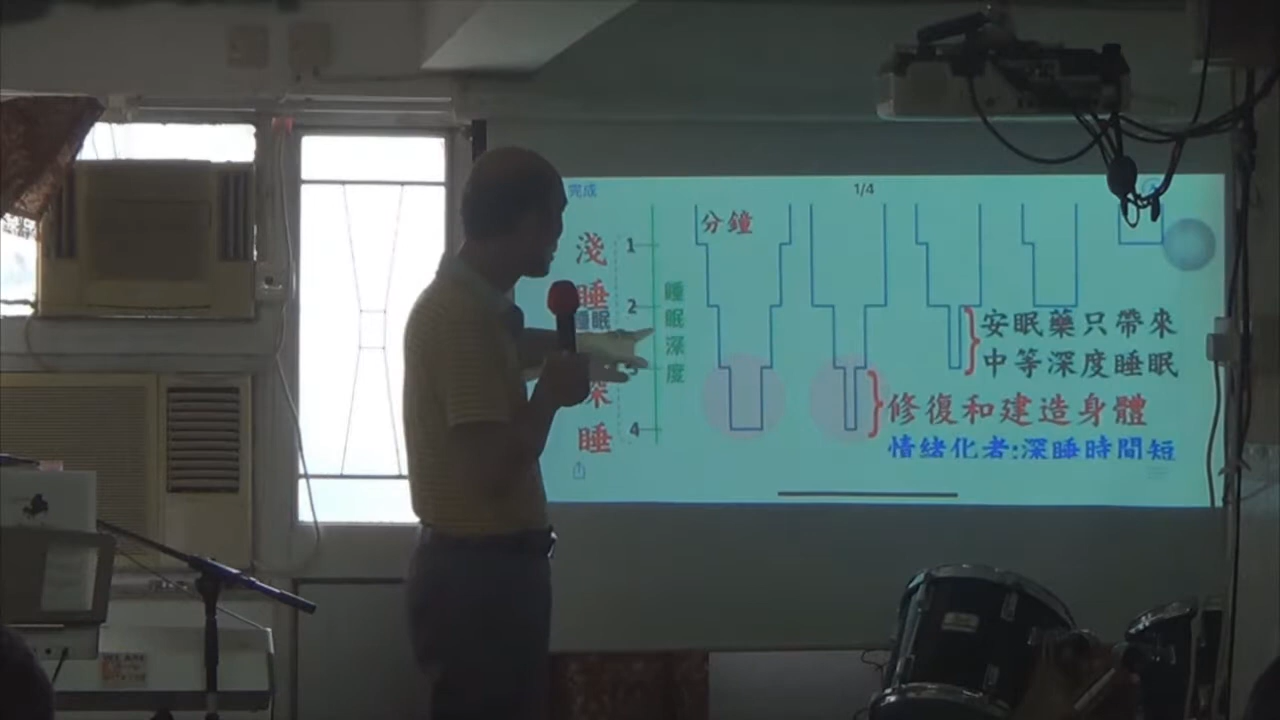 完成
1/4
分鐘
淺睡
1
2
睡眠
睡眠深度
深睡
4
安眠藥只帶來
中等深度睡眠
修復和建造身體
情緒化者:深睡時間短